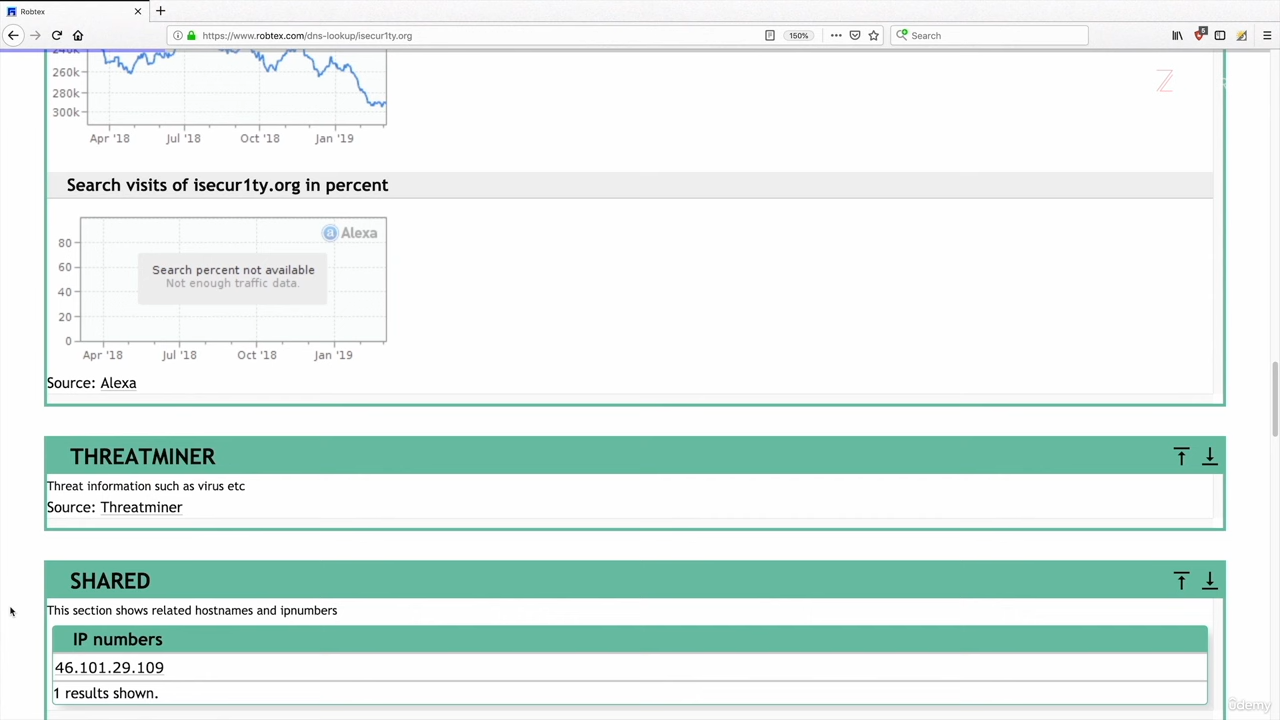 Robtex
https://www.robtex.com/dns-lookup/isecur1ty.org
150%
Search
260k
280k
300k
Apr '18 Jul '18 Oct '18 Jan '19
Search visits of isecur1ty.org in percent
Alexa
80
60
40
20
0
Search percent not available
Not enough traffic data.
Apr '18 Jul '18 Oct '18 Jan '19
Source: Alexa
THREATMINER
Threat information such as virus etc
Source: Threatminer
SHARED
This section shows related hostnames and ipnumbers
IP numbers
46.101.29.109
1 results shown.
ûdemy